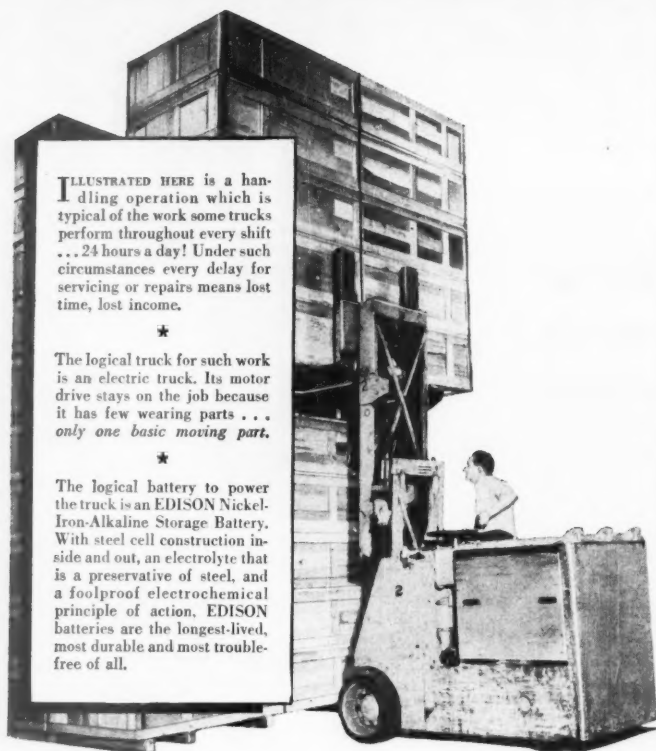 ILLUSTRATED HERE is a han-
dling operation which is
typical of the work some trucks
perform throughout every shift
... 24 hours a day! Under such
circumstances every delay for
servicing or repairs means lost
time, lost income.
★
The logical truck for such work
is an electric truck. Its motor
drive stays on the job because
it has few wearing parts ...
only one basic moving part.
★
The logical battery to power
the truck is an EDISON Nickel-
Iron-Alkaline Storage Battery.
With steel cell construction in-
side and out, an electrolyte that
is a preservative of steel, and
a foolproof electrochemical
principle of action, EDISON
batteries are the longest-lived,
most durable and most trouble-
free of all.
2